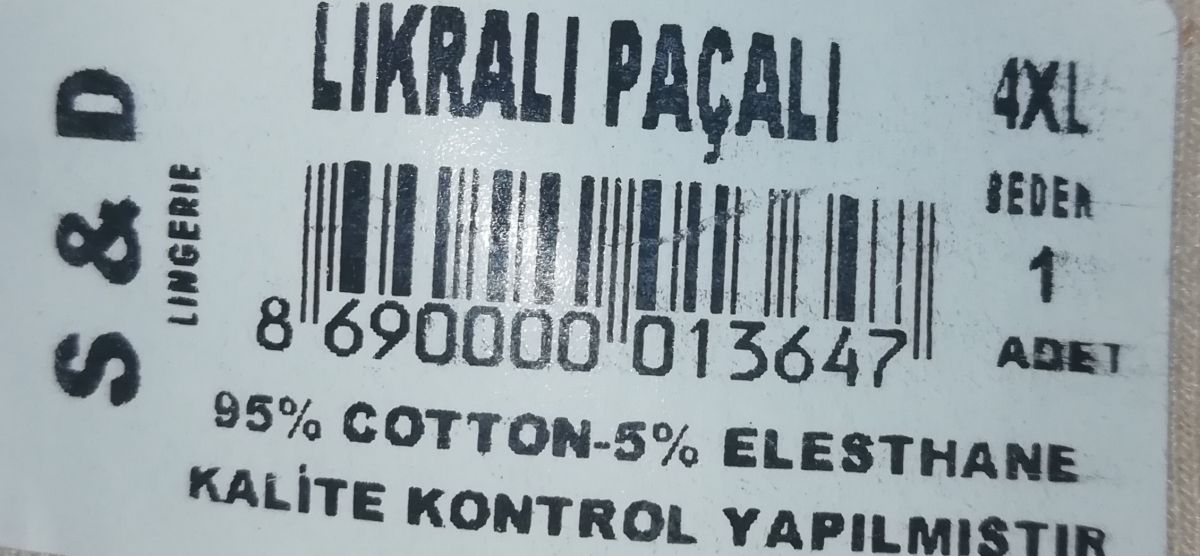 S & D
LINGERIE
LIKRALI PAÇALI
4XL
BEDEN
1
ADET
8 690000 013647
95% COTTON-5% ELESTHANE
KALİTE KONTROL YAPILMIŞTIR